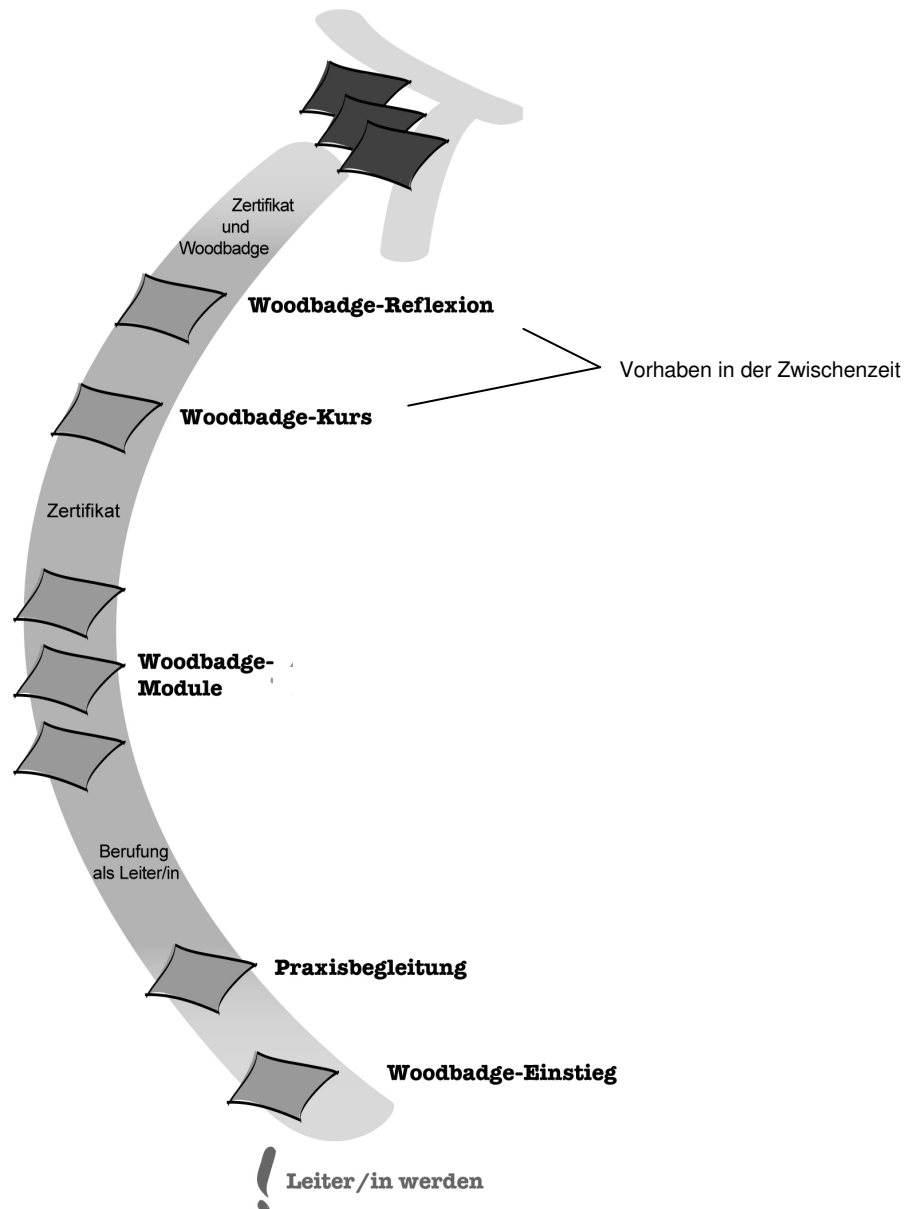 Zertifikat
und
Woodbadge
Woodbadge-Reflexion
Vorhaben in der Zwischenzeit
Woodbadge-Kurs
Zertifikat
Woodbadge-
Module
Berufung
als Leiter/in
Praxisbegleitung
Woodbadge-Einstieg
! Leiter/in werden